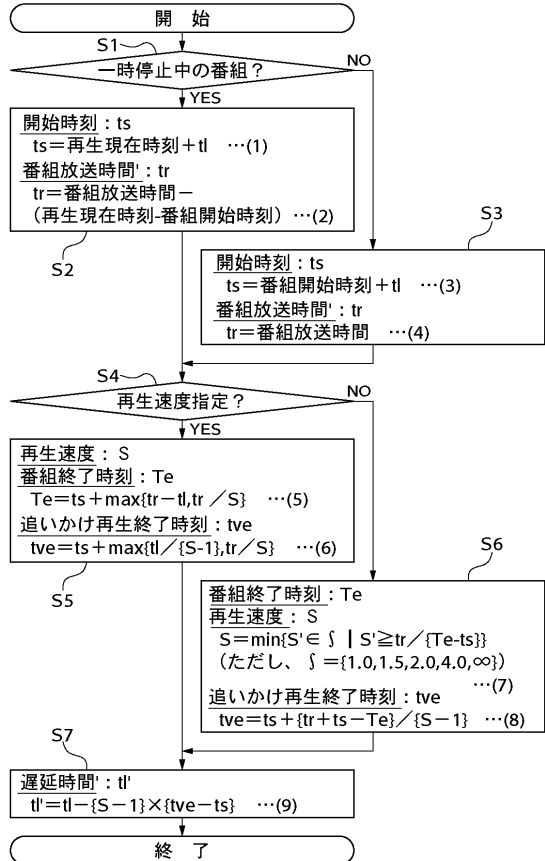 開 始
S1
一時停止中の番組？
NO
YES
開始時刻：ts
ts=再生現在時刻＋tl …(1)
番組放送時間'：tr
tr=番組放送時間－
（再生現在時刻-番組開始時刻）…(2)
S2
S3
開始時刻：ts
ts=番組開始時刻＋tl …(3)
番組放送時間'：tr
tr=番組放送時間 …(4)
S4
再生速度指定？
NO
YES
再生速度：S
番組終了時刻：Te
Te=ts＋max{tr－tl,tr／S} …(5)
追いかけ再生終了時刻：tve
tve=ts＋max{tl／{S-1},tr／S} …(6)
S5
S6
番組終了時刻：Te
再生速度：S
S=min{S'∈∫｜S'≧tr／{Te-ts}}
（ただし、∫={1.0,1.5,2.0,4.0,∞}）
…(7)
追いかけ再生終了時刻：tve
tve=ts＋{tr＋ts－Te}／{S－1} …(8)
S7
遅延時間'：tl'
tl'=tl－{S－1}×{tve－ts} …(9)
終 了